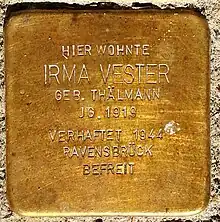 HIER WOHNTE
IRMA VESTER
GEB. THÄLMANN
JG. 1919
VERHAFTET 1944
RAVENSBRÜCK
BEFREIT